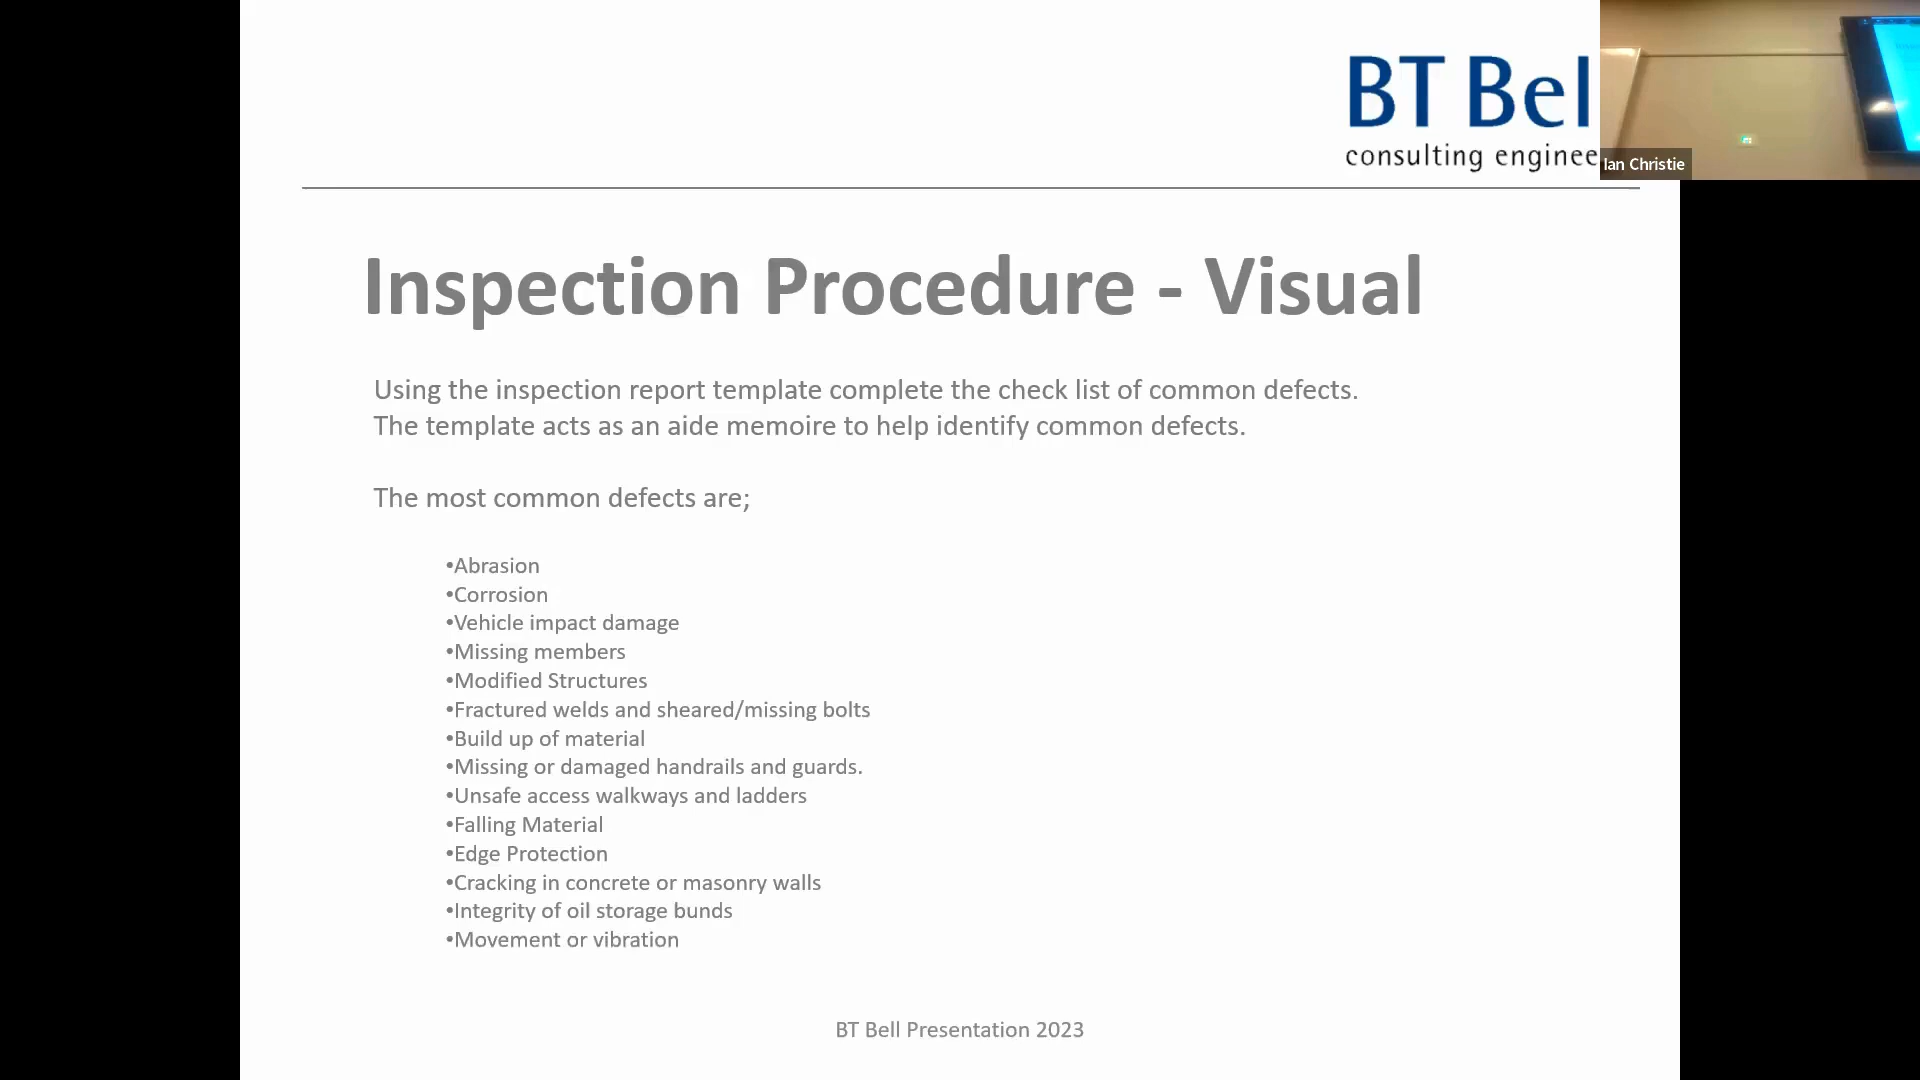 BT Bel
consulting enginee
Ian Christie
Inspection Procedure - Visual
Using the inspection report template complete the check list of common defects.
The template acts as an aide memoire to help identify common defects.
The most common defects are;
•Abrasion
•Corrosion
•Vehicle impact damage
•Missing members
•Modified Structures
•Fractured welds and sheared/missing bolts
•Build up of material
•Missing or damaged handrails and guards.
•Unsafe access walkways and ladders
•Falling Material
•Edge Protection
•Cracking in concrete or masonry walls
•Integrity of oil storage bunds
•Movement or vibration
BT Bell Presentation 2023